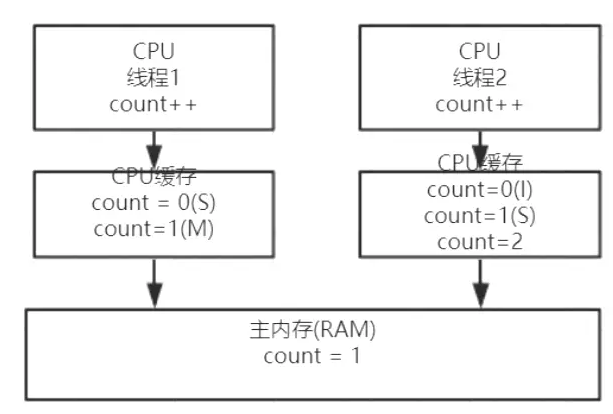 CPU
线程1
count++
CPU
线程2
count++
CPU缓存
count = 0(S)
count=1(M)
CPU缓存
count=0(I)
count=1(S)
count=2
主内存(RAM)
count = 1